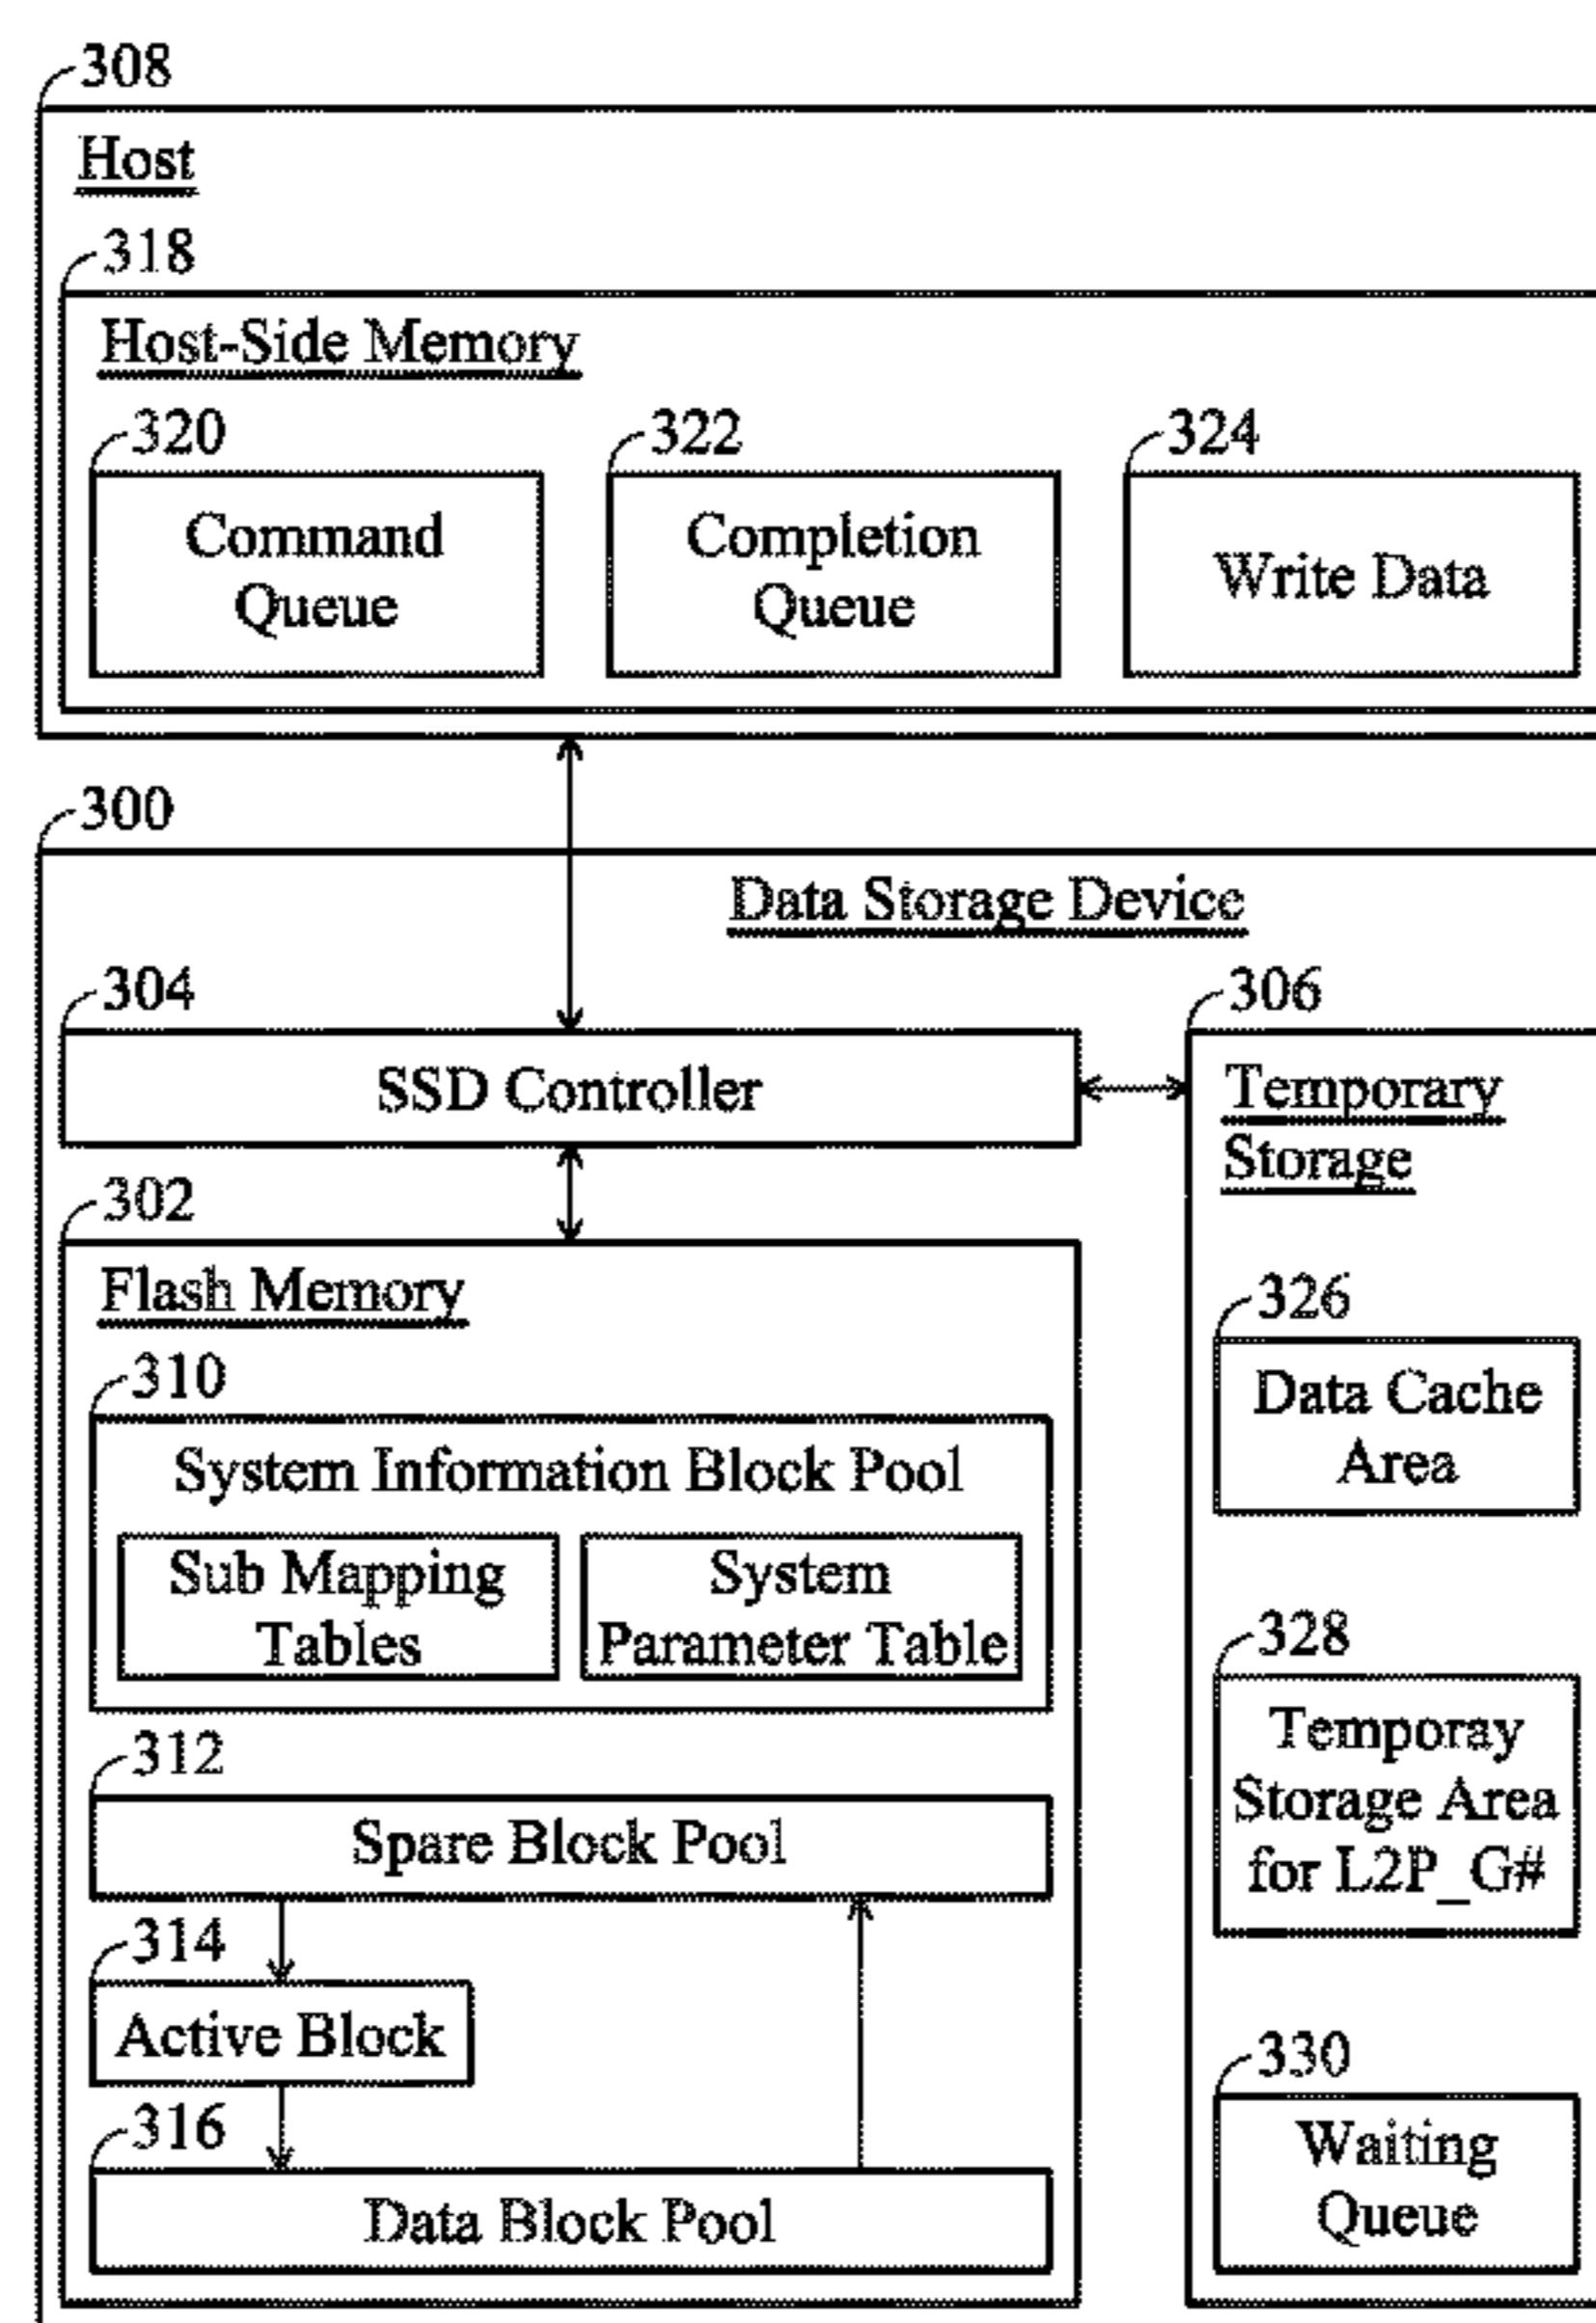 308
Host
318
Host-Side Memory
320
322
324
Command
Queue
Completion
Queue
Write Data
300
Data Storage Device
304
306
SSD Controller
Temporary
Storage
302
Flash Memory
326
Data Cache
Area
310
System Information Block Pool
Sub Mapping
Tables
System
Parameter Table
328
Temporay
Storage Area
for L2P_G#
312
Spare Block Pool
314
Active Block
330
Waiting
Queue
316
Data Block Pool